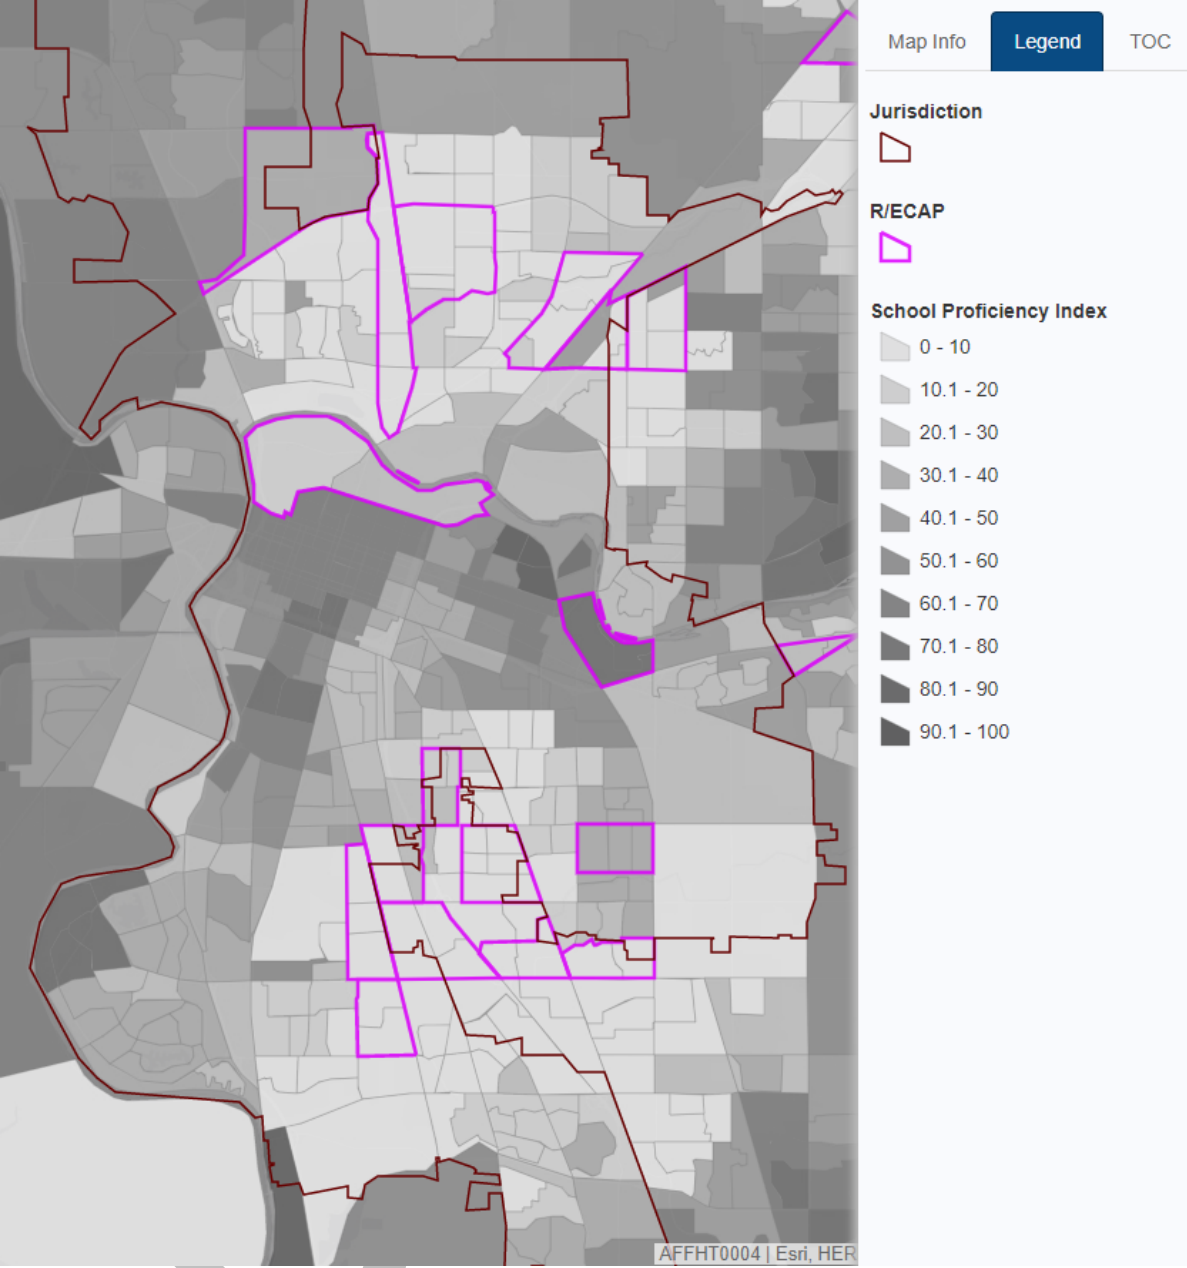 Map Info Legend TOC
Jurisdiction
R/ECAP
School Proficiency Index
0 - 10
10.1 - 20
20.1 - 30
30.1 - 40
40.1 - 50
50.1 - 60
60.1 - 70
70.1 - 80
80.1 - 90
90.1 - 100
AFFHT0004 | Esri, HER